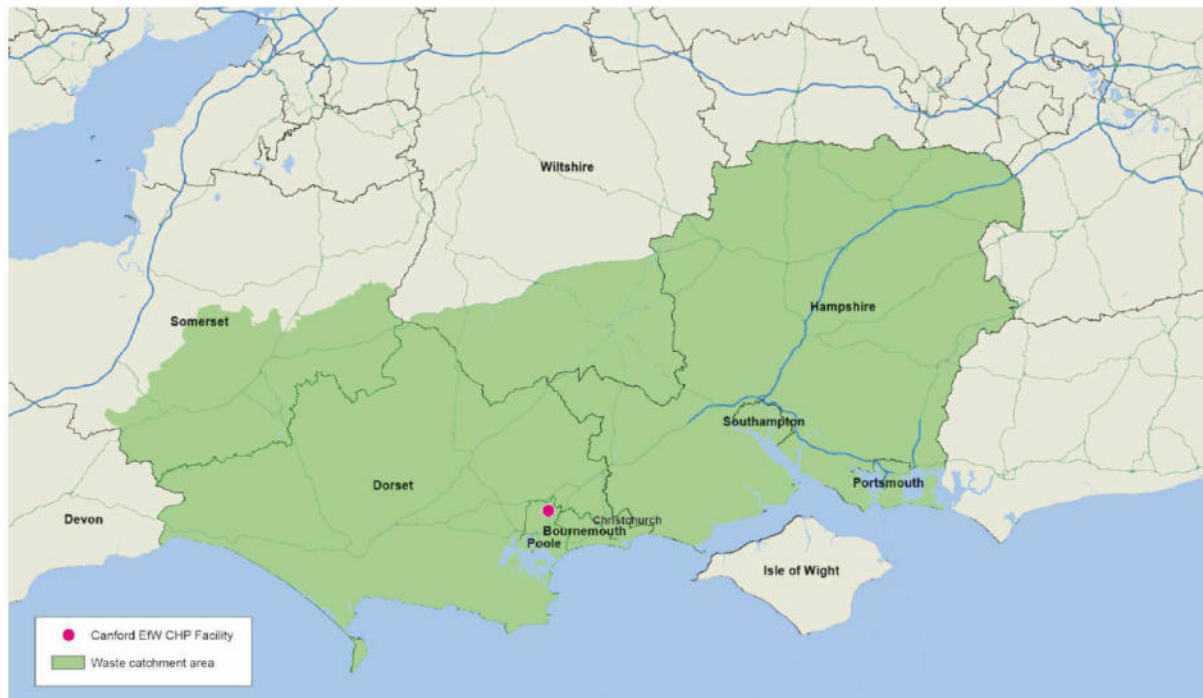 Wiltshire
Hampshire
Somerset
Southampton
Portsmouth
Dorset
Devon
Christchurch
Bournemouth
Poole
Isle of Wight
Canford EfW CHP Facility
Waste catchment area